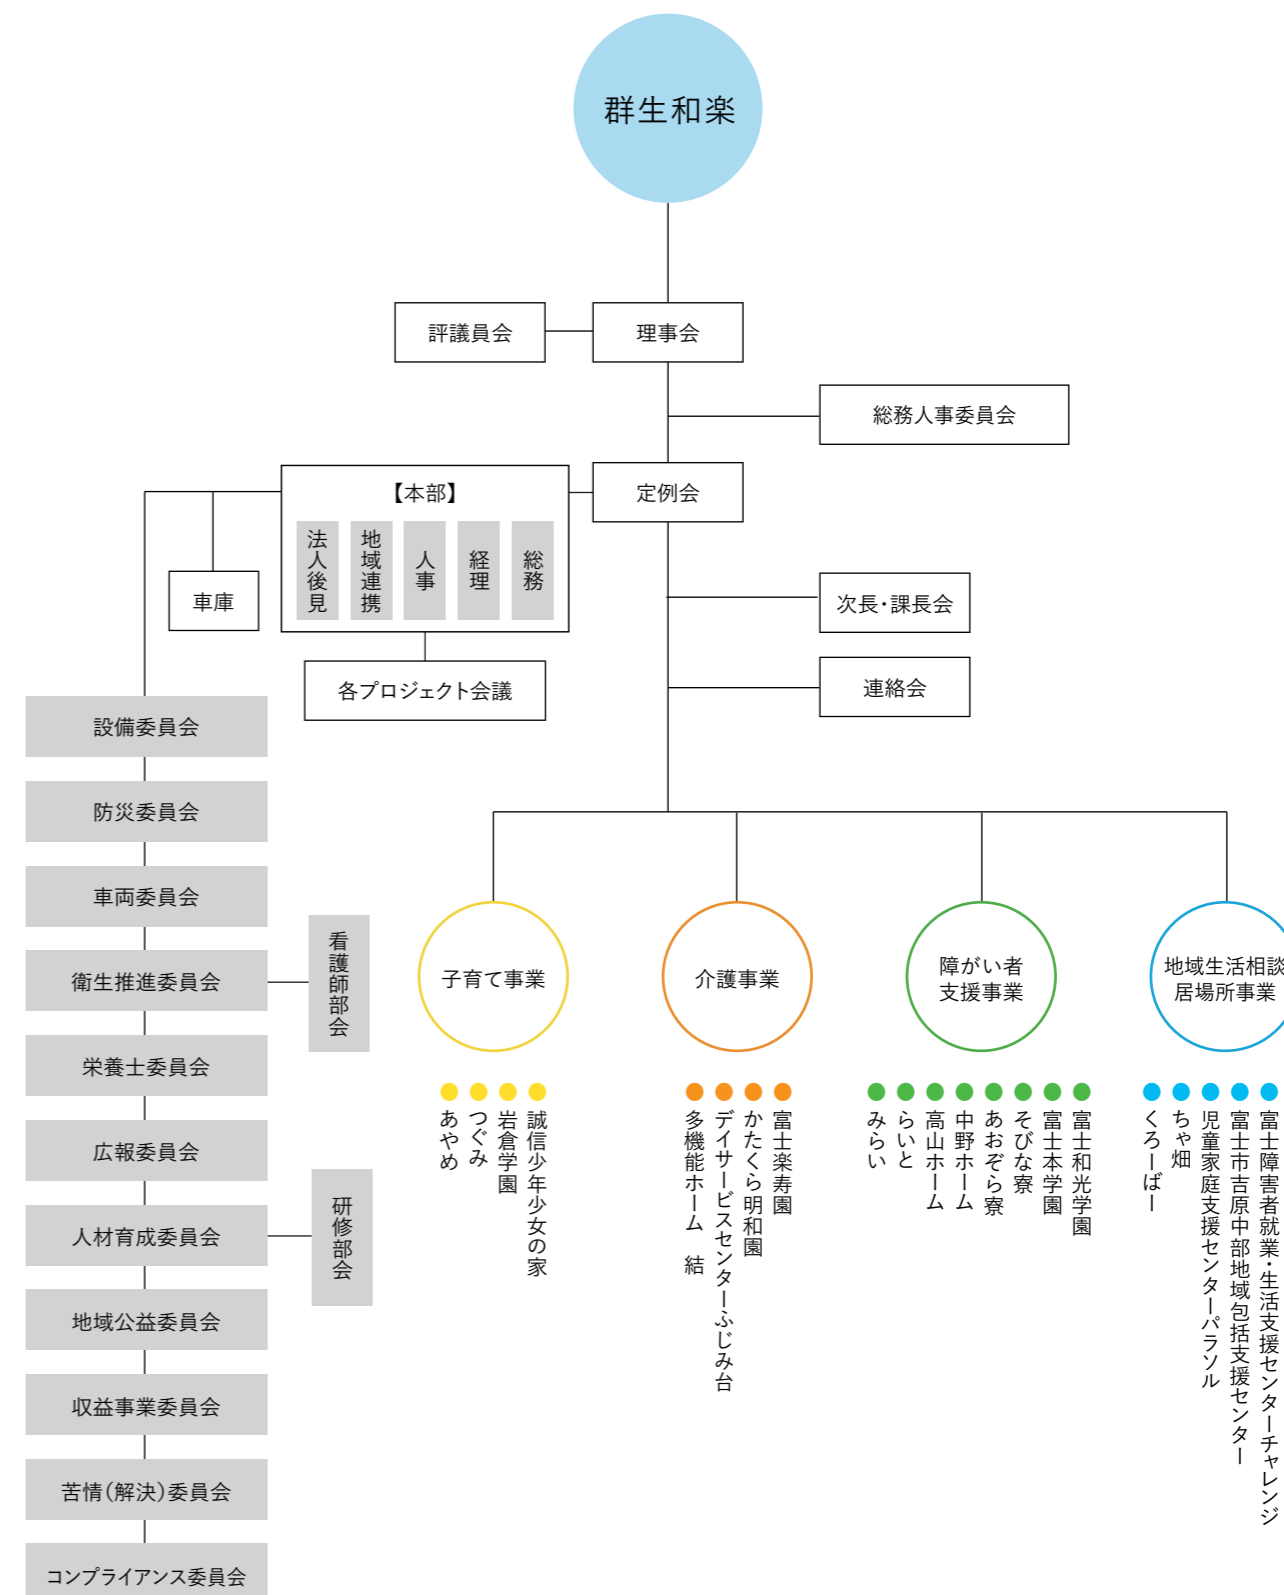 群生和楽
評議員会
理事会
総務人事委員会
【本部】
定例会
総務
経理
人事
地域連携
法人後見
車庫
次長・課長会
各プロジェクト会議
連絡会
設備委員会
防災委員会
車両委員会
衛生推進委員会
看護師部会
栄養士委員会
広報委員会
人材育成委員会
研修部会
地域公益委員会
収益事業委員会
苦情(解決)委員会
コンプライアンス委員会
子育て事業
誠信少年少女の家
岩倉学園
つぐみ
あやめ
介護事業
富士楽寿園
かたくら明和園
デイサービスセンターふじみ台
多機能ホーム 結
障がい者
支援事業
富士和光学園
富士本学園
そびな寮
あおぞら寮
中野ホーム
高山ホーム
らいと
みらい
地域生活相談
居場所事業
富士障害者就業・生活支援センターチャレンジ
富士市吉原中部地域包括支援センター
児童家庭支援センターパラソル
ちゃ畑
くろーばー